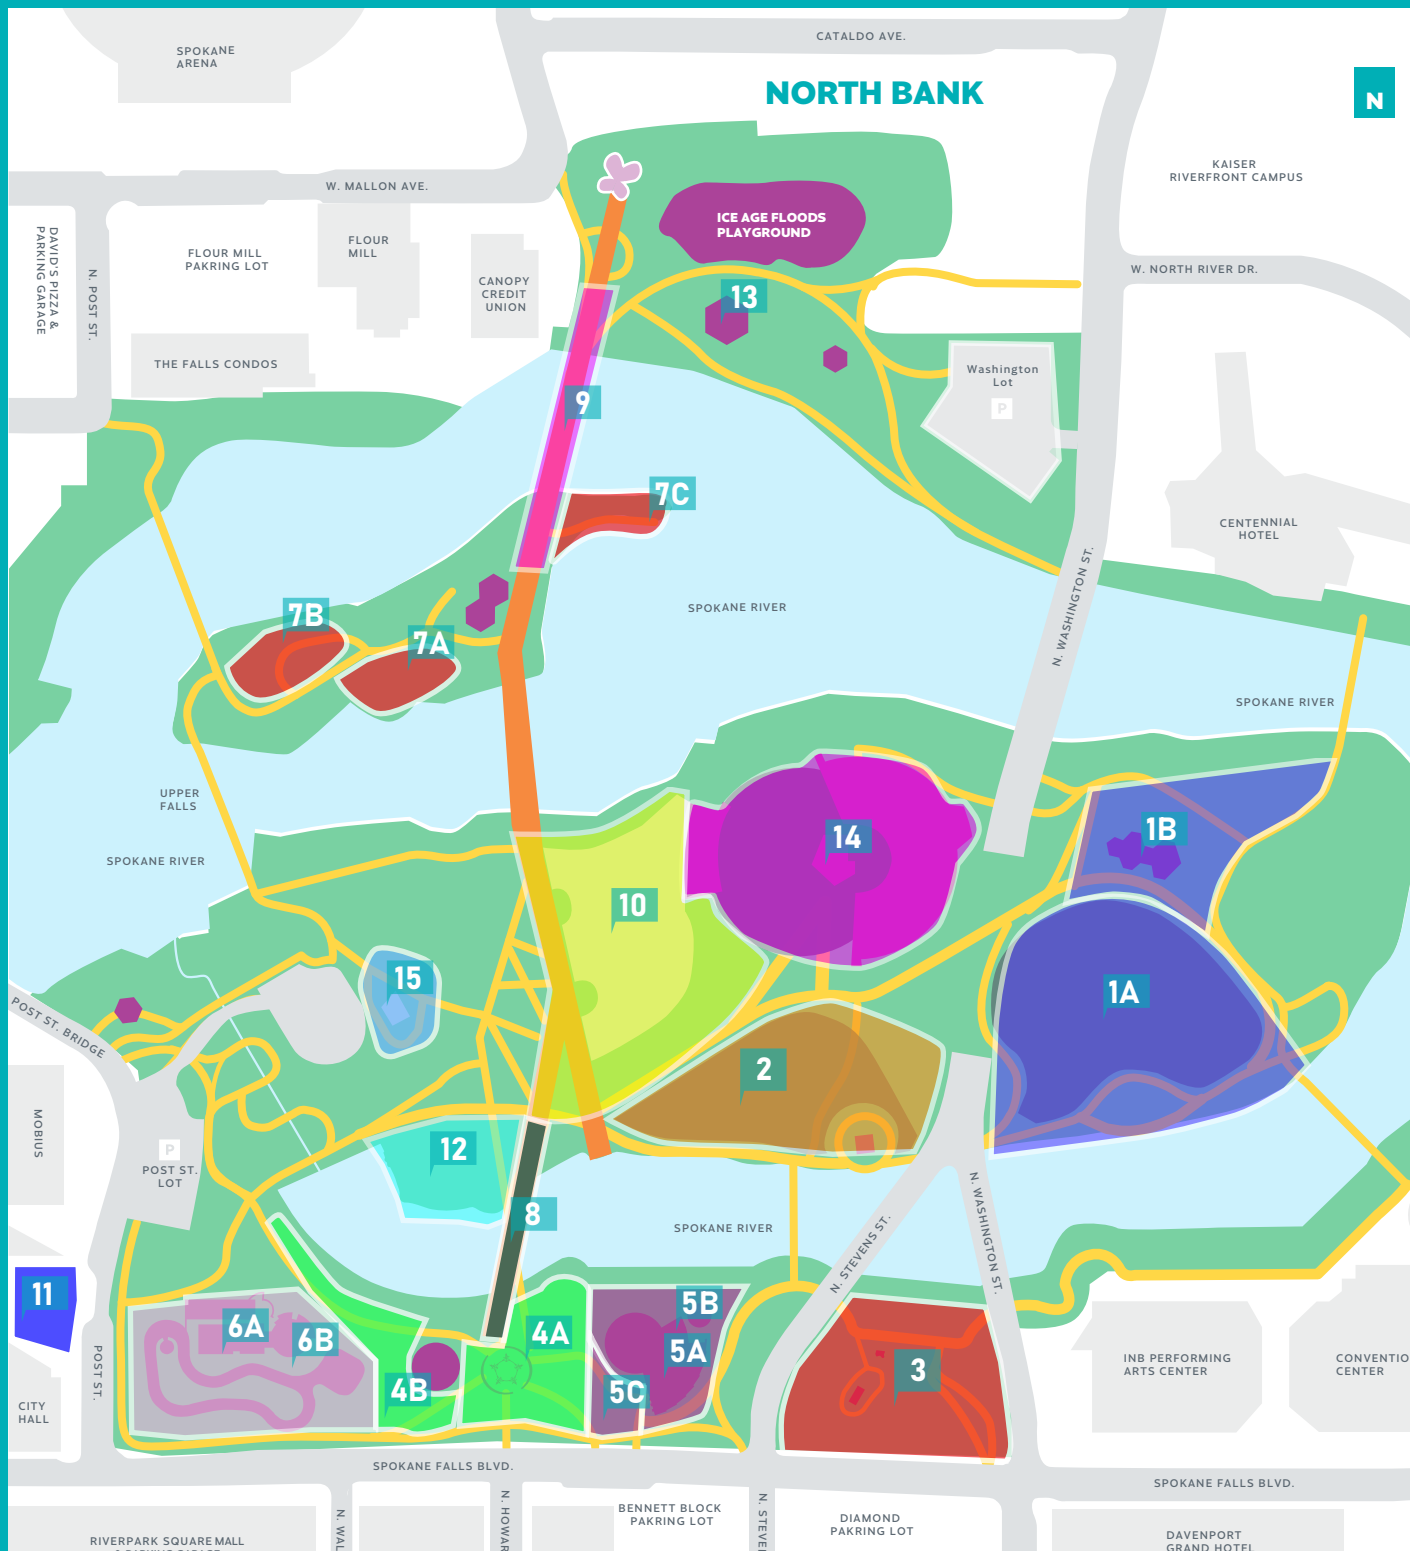 CATALDO AVE.
SPOKANE
ARENA
NORTH BANK
N
KAISER
RIVERFRONT CAMPUS
W. MALLON AVE.
ICE AGE FLOODS
PLAYGROUND
DAVID'S PIZZA &
PARKING GARAGE
N. POST ST.
FLOUR MILL
PAKRING LOT
FLOUR
MILL
CANOPY
CREDIT
UNION
W. NORTH RIVER DR.
13
THE FALLS CONDOS
Washington
Lot
P
9
7C
CENTENNIAL
HOTEL
7B
7A
SPOKANE RIVER
N. WASHINGTON ST.
SPOKANE RIVER
UPPER
FALLS
SPOKANE RIVER
14
1B
10
15
1A
POST ST. BRIDGE
2
MOBIUS
P
POST ST.
LOT
12
8
SPOKANE RIVER
N. STEVENS ST.
N. WASHINGTON ST.
11
6A
6B
4A
4B
5B
5A
5C
3
POST ST.
CITY
HALL
INB PERFORMING
ARTS CENTER
CONVENTIO
CENTER
SPOKANE FALLS BLVD.
SPOKANE FALLS BLVD.
N. WAL
N. HOWAR
N. STEVE
BENNETT BLOCK
PAKRING LOT
DIAMOND
PAKRING LOT
RIVERPARK SQUARE MALL
DAVENPORT
GRAND HOTEL